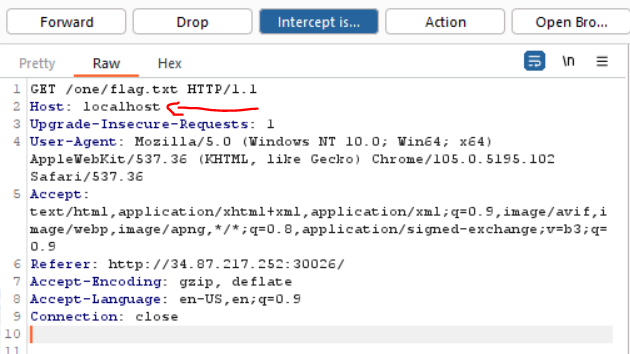 Forward Drop Intercept is... Action Open Bro...
Pretty Raw Hex \n
1 GET /one/flag.txt HTTP/1.1
2 Host: localhost
3 Upgrade-Insecure-Requests: 1
4 User-Agent: Mozilla/5.0 (Windows NT 10.0; Win64; x64)
AppleWebKit/537.36 (KHTML, like Gecko) Chrome/105.0.5195.102
Safari/537.36
5 Accept:
text/html,application/xhtml+xml,application/xml;q=0.9,image/avif,i
mage/webp,image/apng,*/*;q=0.8,application/signed-exchange;v=b3;q=
0.9
6 Referer: http://34.87.217.252:30026/
7 Accept-Encoding: gzip, deflate
8 Accept-Language: en-US,en;q=0.9
9 Connection: close
10
11